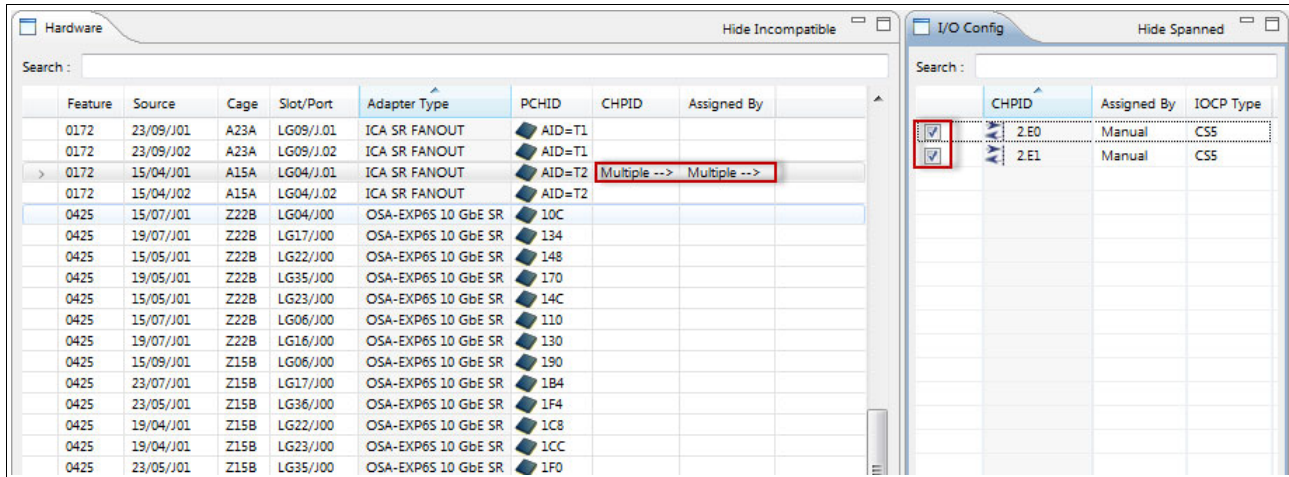 Hardware Hide Incompatible
Search :
Feature Source Cage Slot/Port Adapter Type PCHID CHPID Assigned By
0172 23/09/J01 A23A LG09/J.01 ICA SR FANOUT AID=T1
0172 23/09/J02 A23A LG09/J.02 ICA SR FANOUT AID=T1
> 0172 15/04/J01 A15A LG04/J.01 ICA SR FANOUT AID=T2 Multiple --> Multiple -->
0172 15/04/J02 A15A LG04/J.02 ICA SR FANOUT AID=T2
0425 15/07/J01 Z22B LG04/J00 OSA-EXP6S 10 GbE SR 10C
0425 19/07/J01 Z22B LG17/J00 OSA-EXP6S 10 GbE SR 134
0425 15/05/J01 Z22B LG22/J00 OSA-EXP6S 10 GbE SR 148
0425 19/05/J01 Z22B LG35/J00 OSA-EXP6S 10 GbE SR 170
0425 15/05/J01 Z22B LG23/J00 OSA-EXP6S 10 GbE SR 14C
0425 15/07/J01 Z22B LG06/J00 OSA-EXP6S 10 GbE SR 110
0425 19/07/J01 Z22B LG16/J00 OSA-EXP6S 10 GbE SR 130
0425 15/09/J01 Z15B LG06/J00 OSA-EXP6S 10 GbE SR 190
0425 23/07/J01 Z15B LG17/J00 OSA-EXP6S 10 GbE SR 1B4
0425 23/05/J01 Z15B LG36/J00 OSA-EXP6S 10 GbE SR 1F4
0425 19/04/J01 Z15B LG22/J00 OSA-EXP6S 10 GbE SR 1C8
0425 19/04/J01 Z15B LG23/J00 OSA-EXP6S 10 GbE SR 1CC
0425 23/05/J01 Z15B LG35/J00 OSA-EXP6S 10 GbE SR 1F0
I/O Config Hide Spanned
Search :
CHPID Assigned By IOCP Type
2.E0 Manual CS5
2.E1 Manual CS5